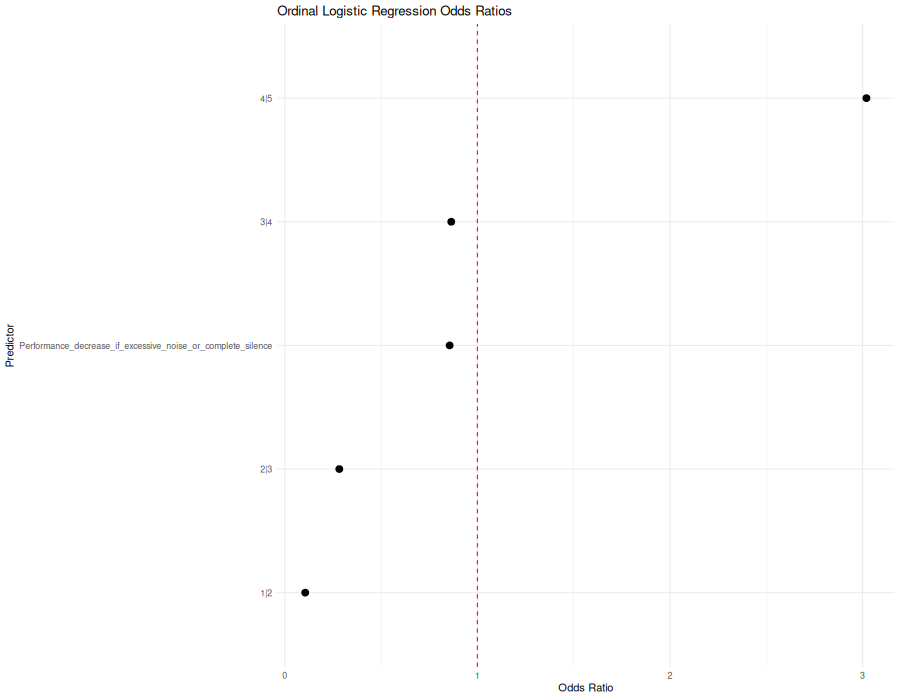 Ordinal Logistic Regression Odds Ratios
4|5
3|4
Predictor
Performance_decrease_if_excessive_noise_or_complete_silence
2|3
1|2
0 1 2 3
Odds Ratio